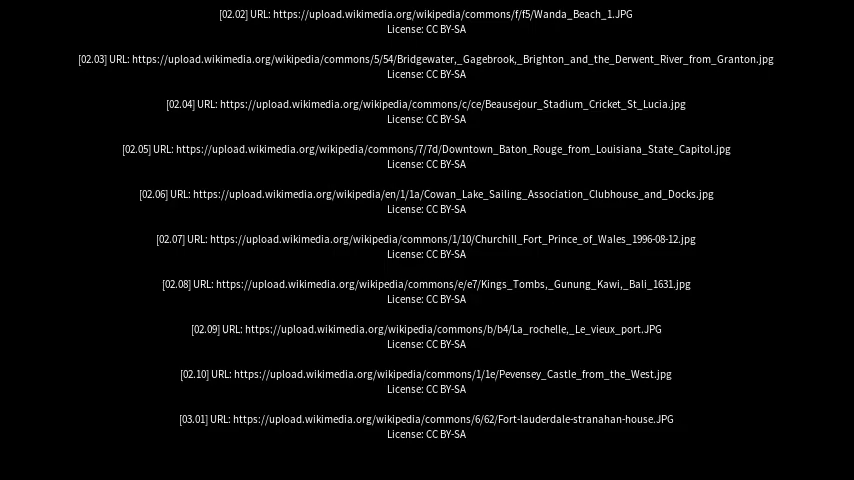 [02.02] URL: https://upload.wikimedia.org/wikipedia/commons/f/f5/Wanda_Beach_1.JPG
License: CC BY-SA
[02.03] URL: https://upload.wikimedia.org/wikipedia/commons/5/54/Bridgewater,_Gagebrook,_Brighton_and_the_Derwent_River_from_Granton.jpg
License: CC BY-SA
[02.04] URL: https://upload.wikimedia.org/wikipedia/commons/c/ce/Beausejour_Stadium_Cricket_St_Lucia.jpg
License: CC BY-SA
[02.05] URL: https://upload.wikimedia.org/wikipedia/commons/7/7d/Downtown_Baton_Rouge_from_Louisiana_State_Capitol.jpg
License: CC BY-SA
[02.06] URL: https://upload.wikimedia.org/wikipedia/en/1/1a/Cowan_Lake_Sailing_Association_Clubhouse_and_Docks.jpg
License: CC BY-SA
[02.07] URL: https://upload.wikimedia.org/wikipedia/commons/1/10/Churchill_Fort_Prince_of_Wales_1996-08-12.jpg
License: CC BY-SA
[02.08] URL: https://upload.wikimedia.org/wikipedia/commons/e/e7/Kings_Tombs,_Gunung_Kawi,_Bali_1631.jpg
License: CC BY-SA
[02.09] URL: https://upload.wikimedia.org/wikipedia/commons/b/b4/La_rochelle,_Le_vieux_port.JPG
License: CC BY-SA
[02.10] URL: https://upload.wikimedia.org/wikipedia/commons/1/1e/Pevensey_Castle_from_the_West.jpg
License: CC BY-SA
[03.01] URL: https://upload.wikimedia.org/wikipedia/commons/6/62/Fort-lauderdale-stranahan-house.JPG
License: CC BY-SA